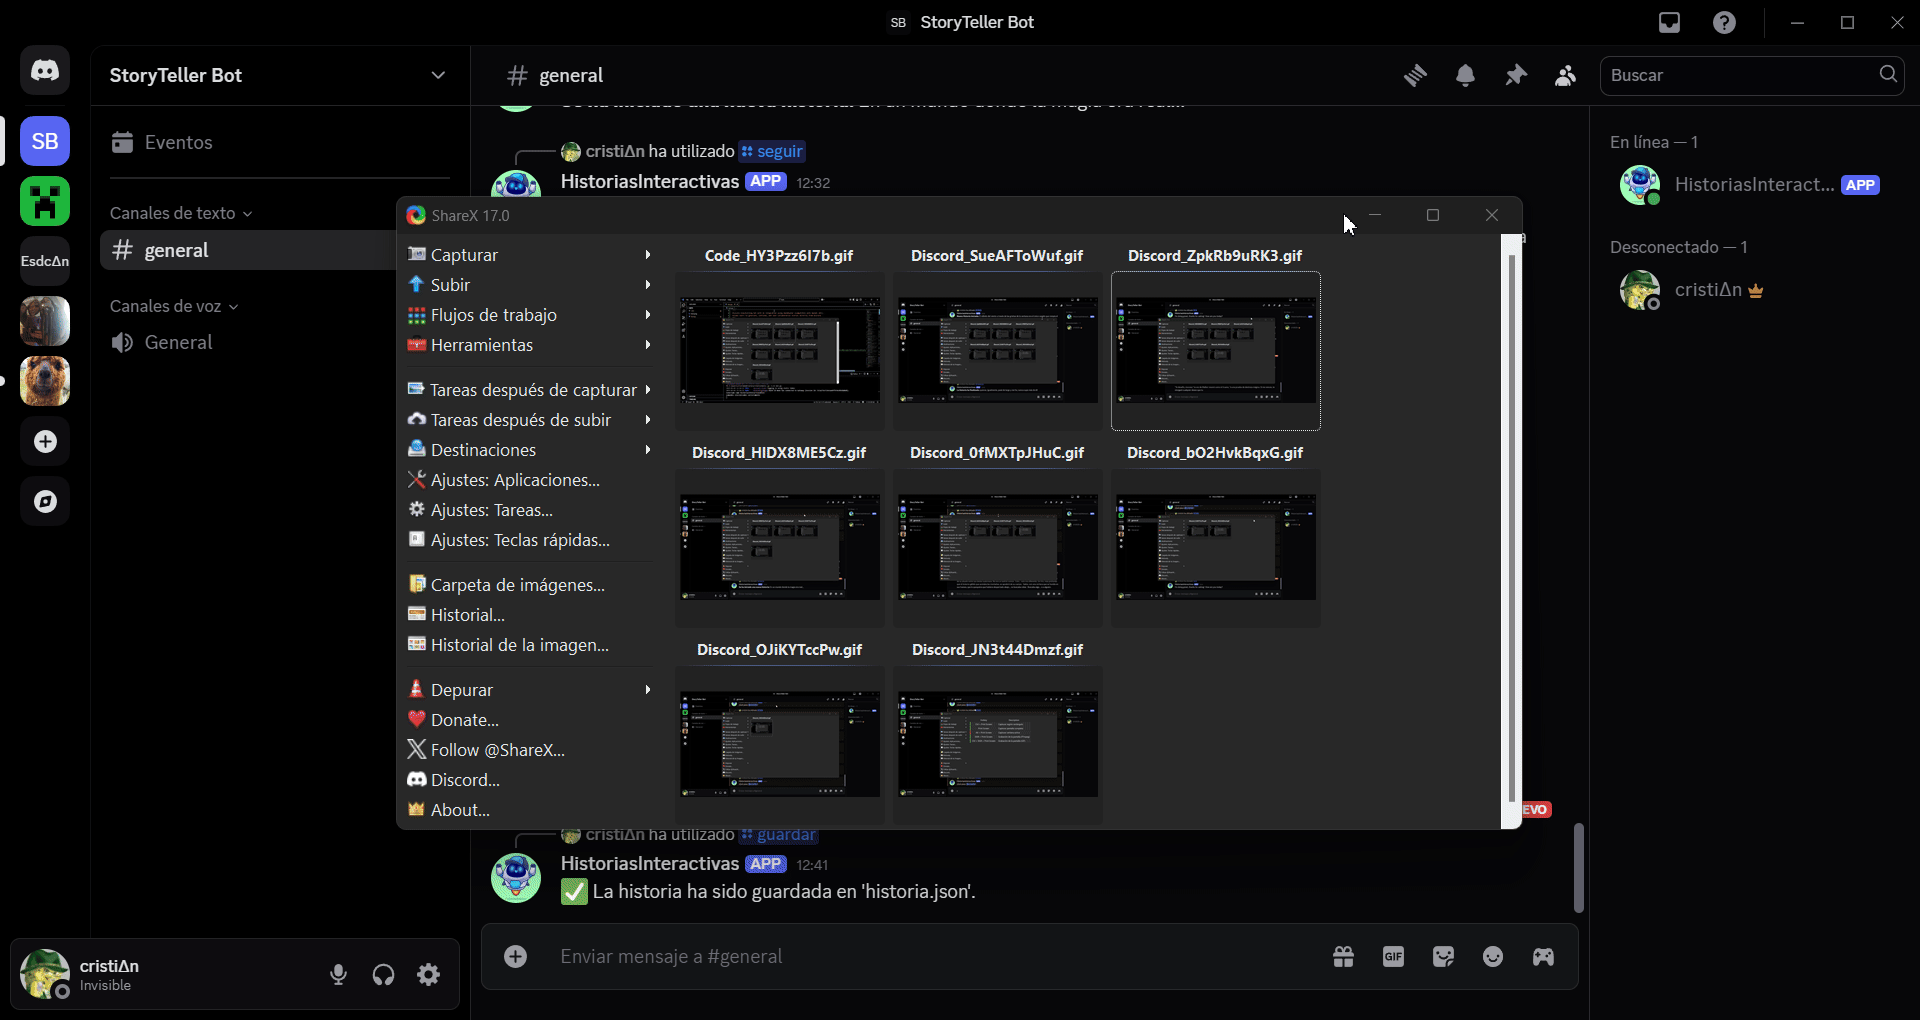 SB StoryTeller Bot
StoryTeller Bot
# general
Buscar
Eventos
Canales de texto
# general
Canales de voz
General
SB
EsdcΔn
cristiΔn ha utilizado seguir
HistoriasInteractivas APP 12:32
ShareX 17.0
Capturar
Subir
Flujos de trabajo
Herramientas
Tareas después de capturar
Tareas después de subir
Destinaciones
Ajustes: Aplicaciones...
Ajustes: Tareas...
Ajustes: Teclas rápidas...
Carpeta de imágenes...
Historial...
Historial de la imagen...
Depurar
Donate...
Follow @ShareX...
Discord...
About...
Code_HY3Pzz6I7b.gif
Discord_SueAFToWuf.gif
Discord_ZpkRb9uRK3.gif
Discord_HIDX8ME5Cz.gif
Discord_0fMXTpJHuC.gif
Discord_bO2HvkBqxG.gif
Discord_OJiKYTccPw.gif
Discord_JN3t44Dmzf.gif
EVO
cristiΔn ha utilizado guardar
HistoriasInteractivas APP 12:41
✅ La historia ha sido guardada en 'historia.json'.
Enviar mensaje a #general
GIF
En línea — 1
HistoriasInteract... APP
Desconectado — 1
cristiΔn
cristiΔn
Invisible